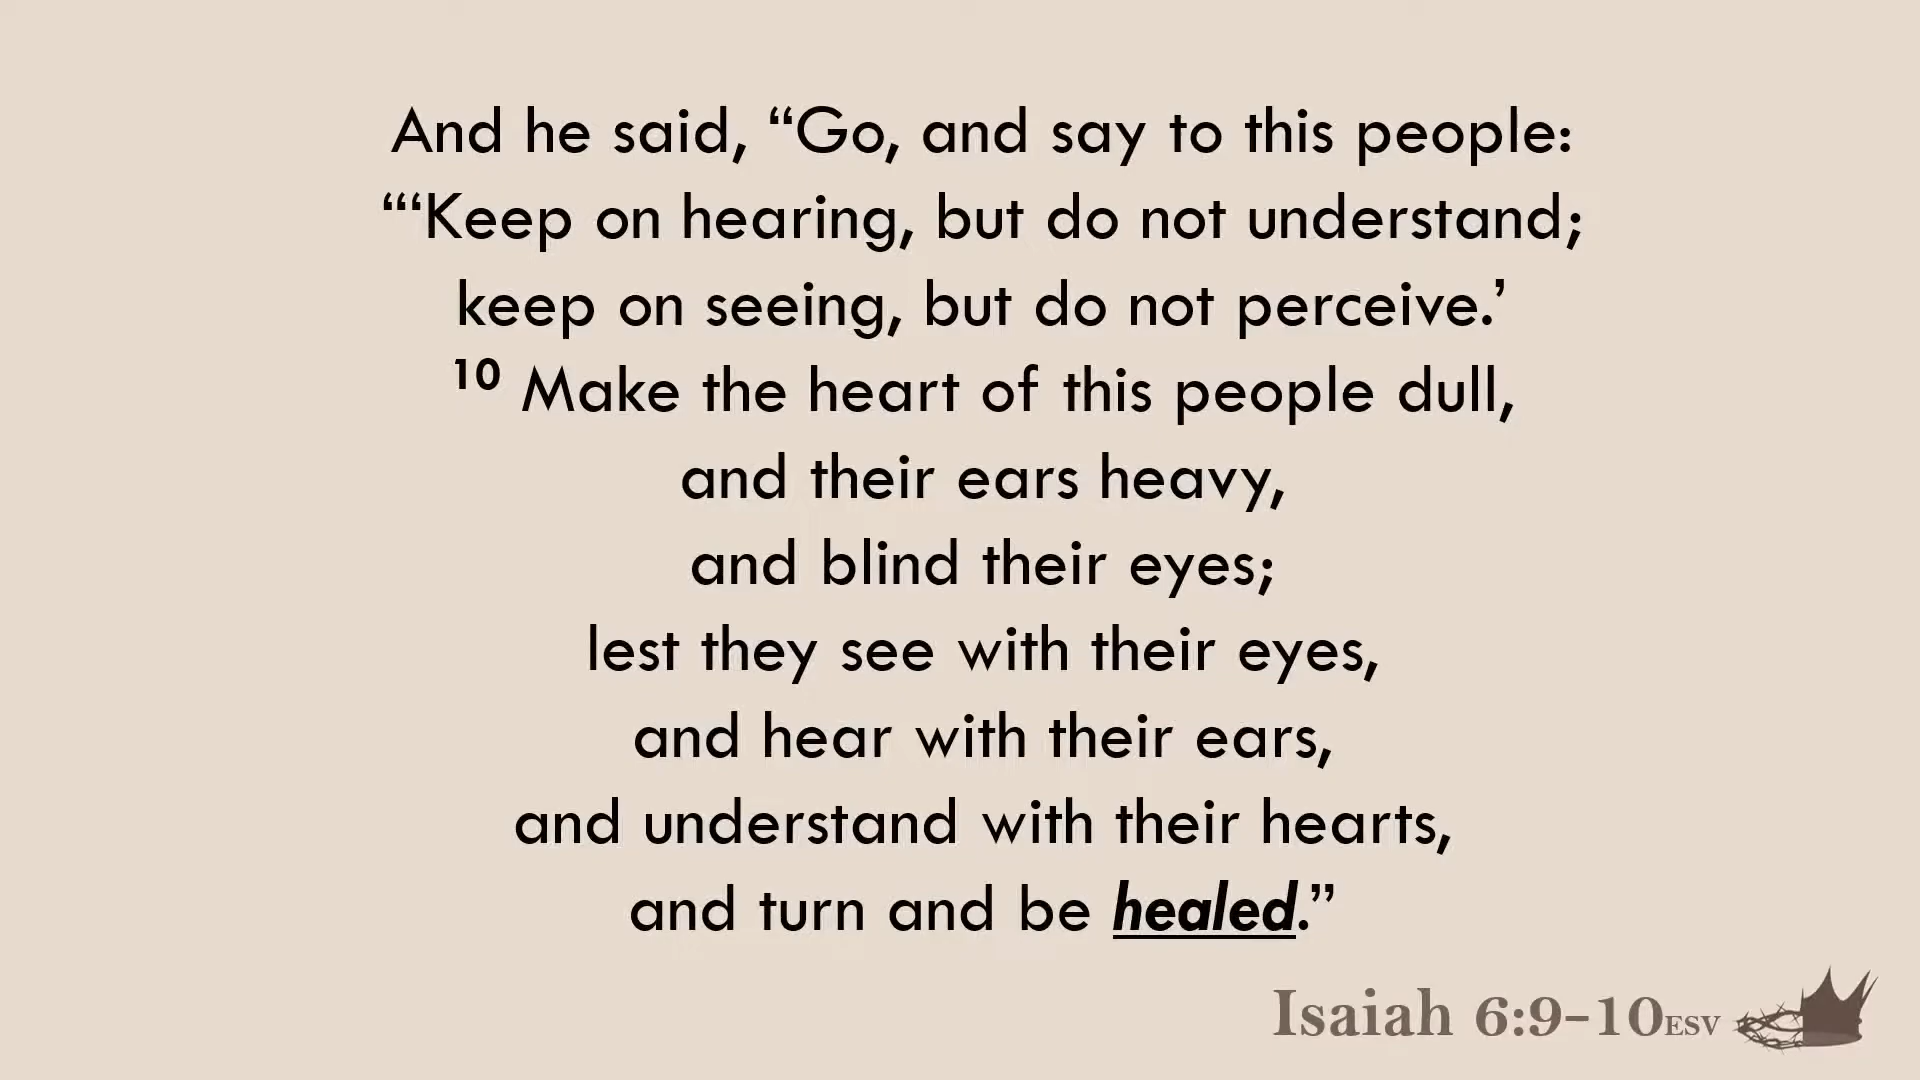 And he said, “Go, and say to this people:
“‘Keep on hearing, but do not understand;
keep on seeing, but do not perceive.’
10 Make the heart of this people dull,
and their ears heavy,
and blind their eyes;
lest they see with their eyes,
and hear with their ears,
and understand with their hearts,
and turn and be healed.”
Isaiah 6:9-10ESV